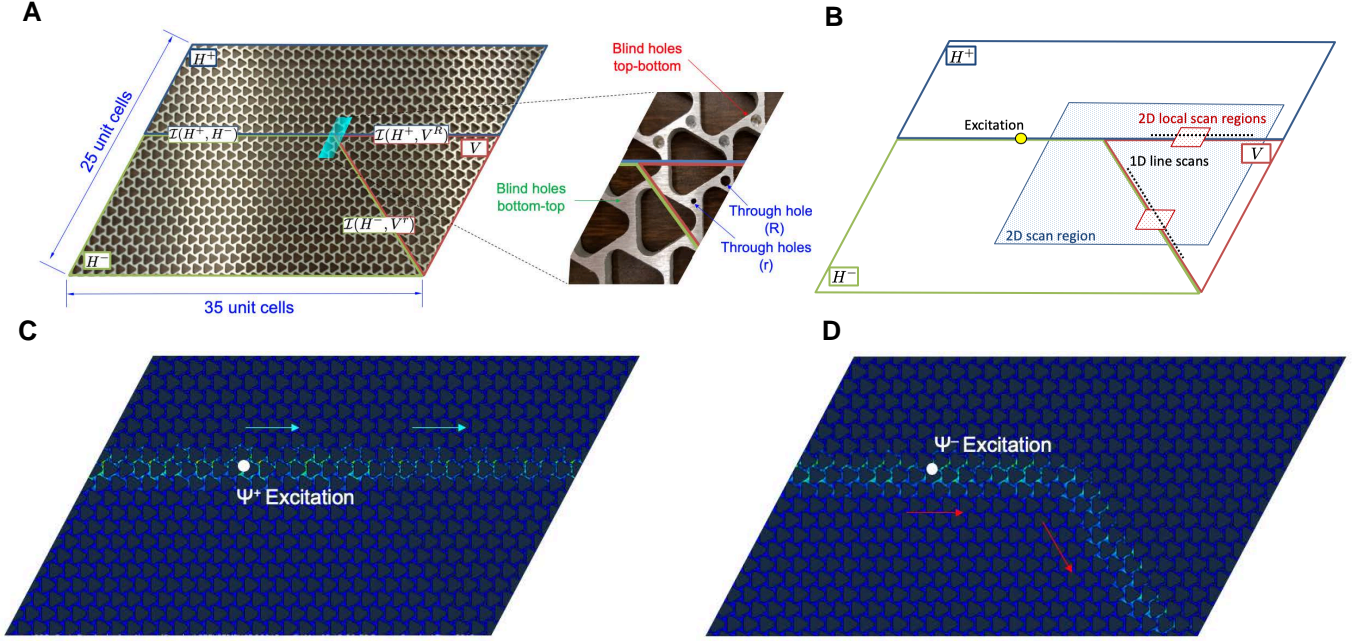 A
H⁺
I(H⁺, H⁻)
I(H⁺, Vᴿ)
V
I(H⁻, Vʳ)
H⁻
25 unit cells
35 unit cells
Blind holes
top-bottom
Blind holes
bottom-top
Through hole
(R)
Through holes
(r)
B
H⁺
Excitation
2D local scan regions
1D line scans
V
2D scan region
H⁻
C
Ψ⁺ Excitation
D
Ψ⁻ Excitation